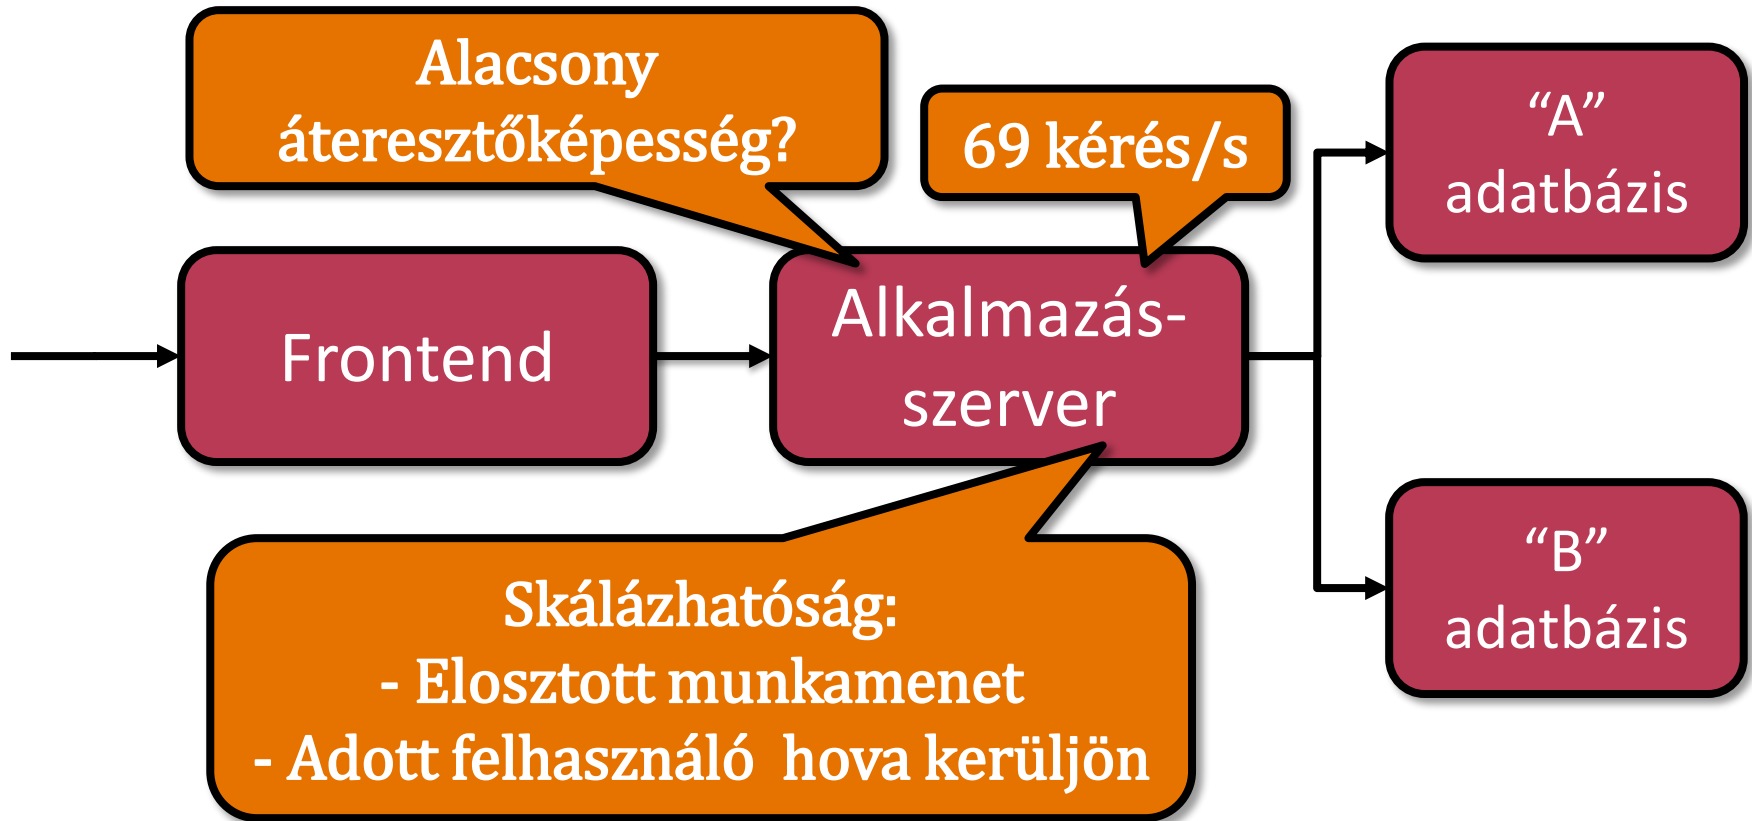 Alacsony
áteresztőképesség?
69 kérés/s
“A”
adatbázis
Frontend
Alkalmazás-
szerver
“B”
adatbázis
Skálázhatóság:
- Elosztott munkamenet
- Adott felhasználó  hova kerüljön